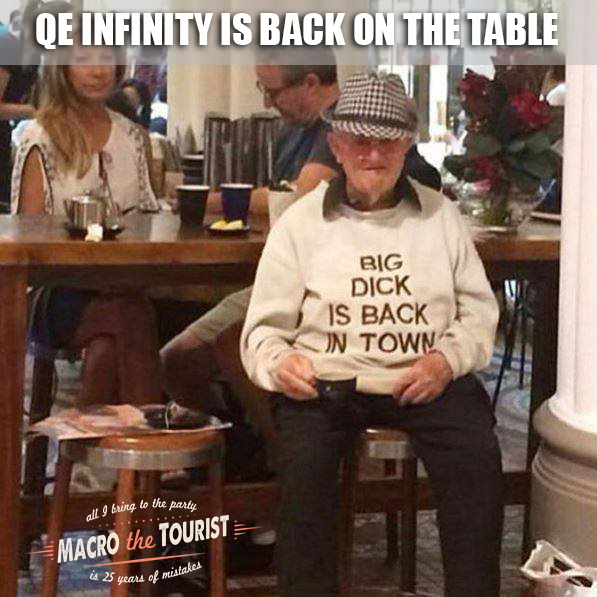 QE INFINITY IS BACK ON THE TABLE
BIG
DICK
IS BACK
IN TOWN
all I bring to the party
MACRO the TOURIST
is 25 years of mistakes